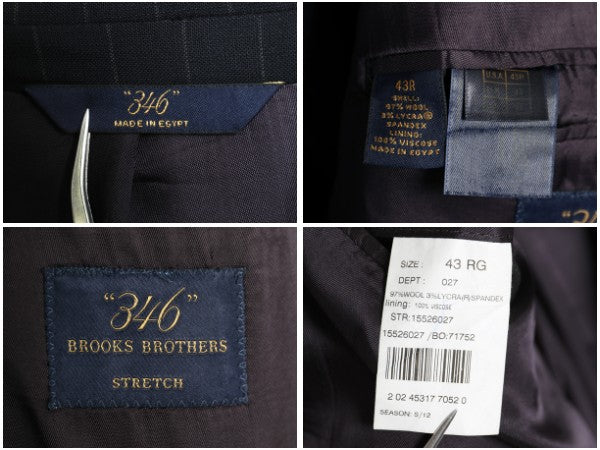 "346"
MADE IN EGYPT
43R
SHELL:
97% WOOL
3% LYCRA®
SPANDEX
LINING:
100% VISCOSE
MADE IN EGYPT
U.S.A 43R
"346"
BROOKS BROTHERS
STRETCH
SIZE : 43 RG
DEPT : 027
97%WOOL 3%LYCRA(R)SPANDEX
lining: 100% VISCOSE
STR:15526027
15526027 /BO:71752
2 02 45317 7052 0
SEASON: S/12